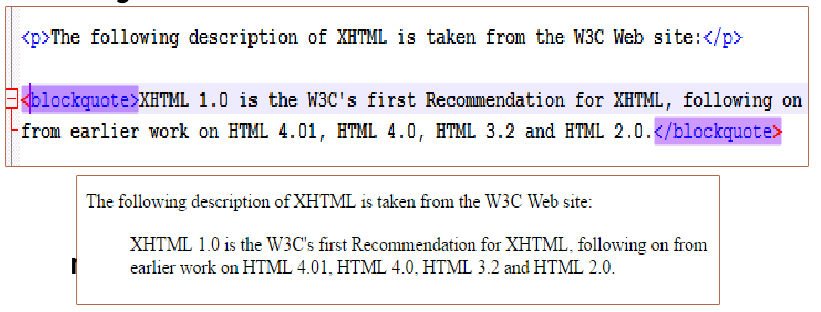 <p>The following description of XHTML is taken from the W3C Web site:</p>
<blockquote>XHTML 1.0 is the W3C's first Recommendation for XHTML, following on
from earlier work on HTML 4.01, HTML 4.0, HTML 3.2 and HTML 2.0.</blockquote>
The following description of XHTML is taken from the W3C Web site:
XHTML 1.0 is the W3C's first Recommendation for XHTML, following on from
earlier work on HTML 4.01, HTML 4.0, HTML 3.2 and HTML 2.0.